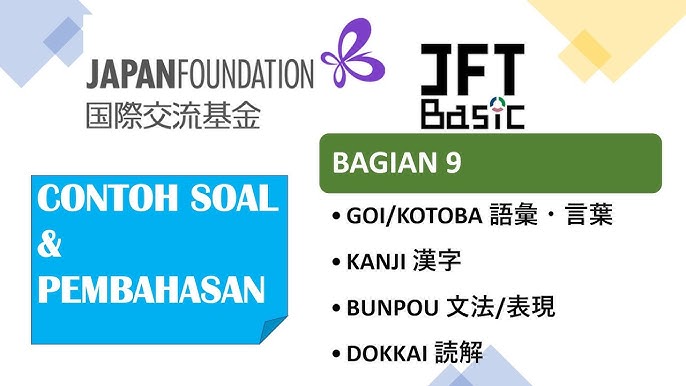 JAPANFOUNDATION
国際交流基金
JFT
Basic
CONTOH SOAL
&
PEMBAHASAN
BAGIAN 9
• GOI/KOTOBA 語彙・言葉
• KANJI 漢字
• BUNPOU 文法/表現
• DOKKAI 読解